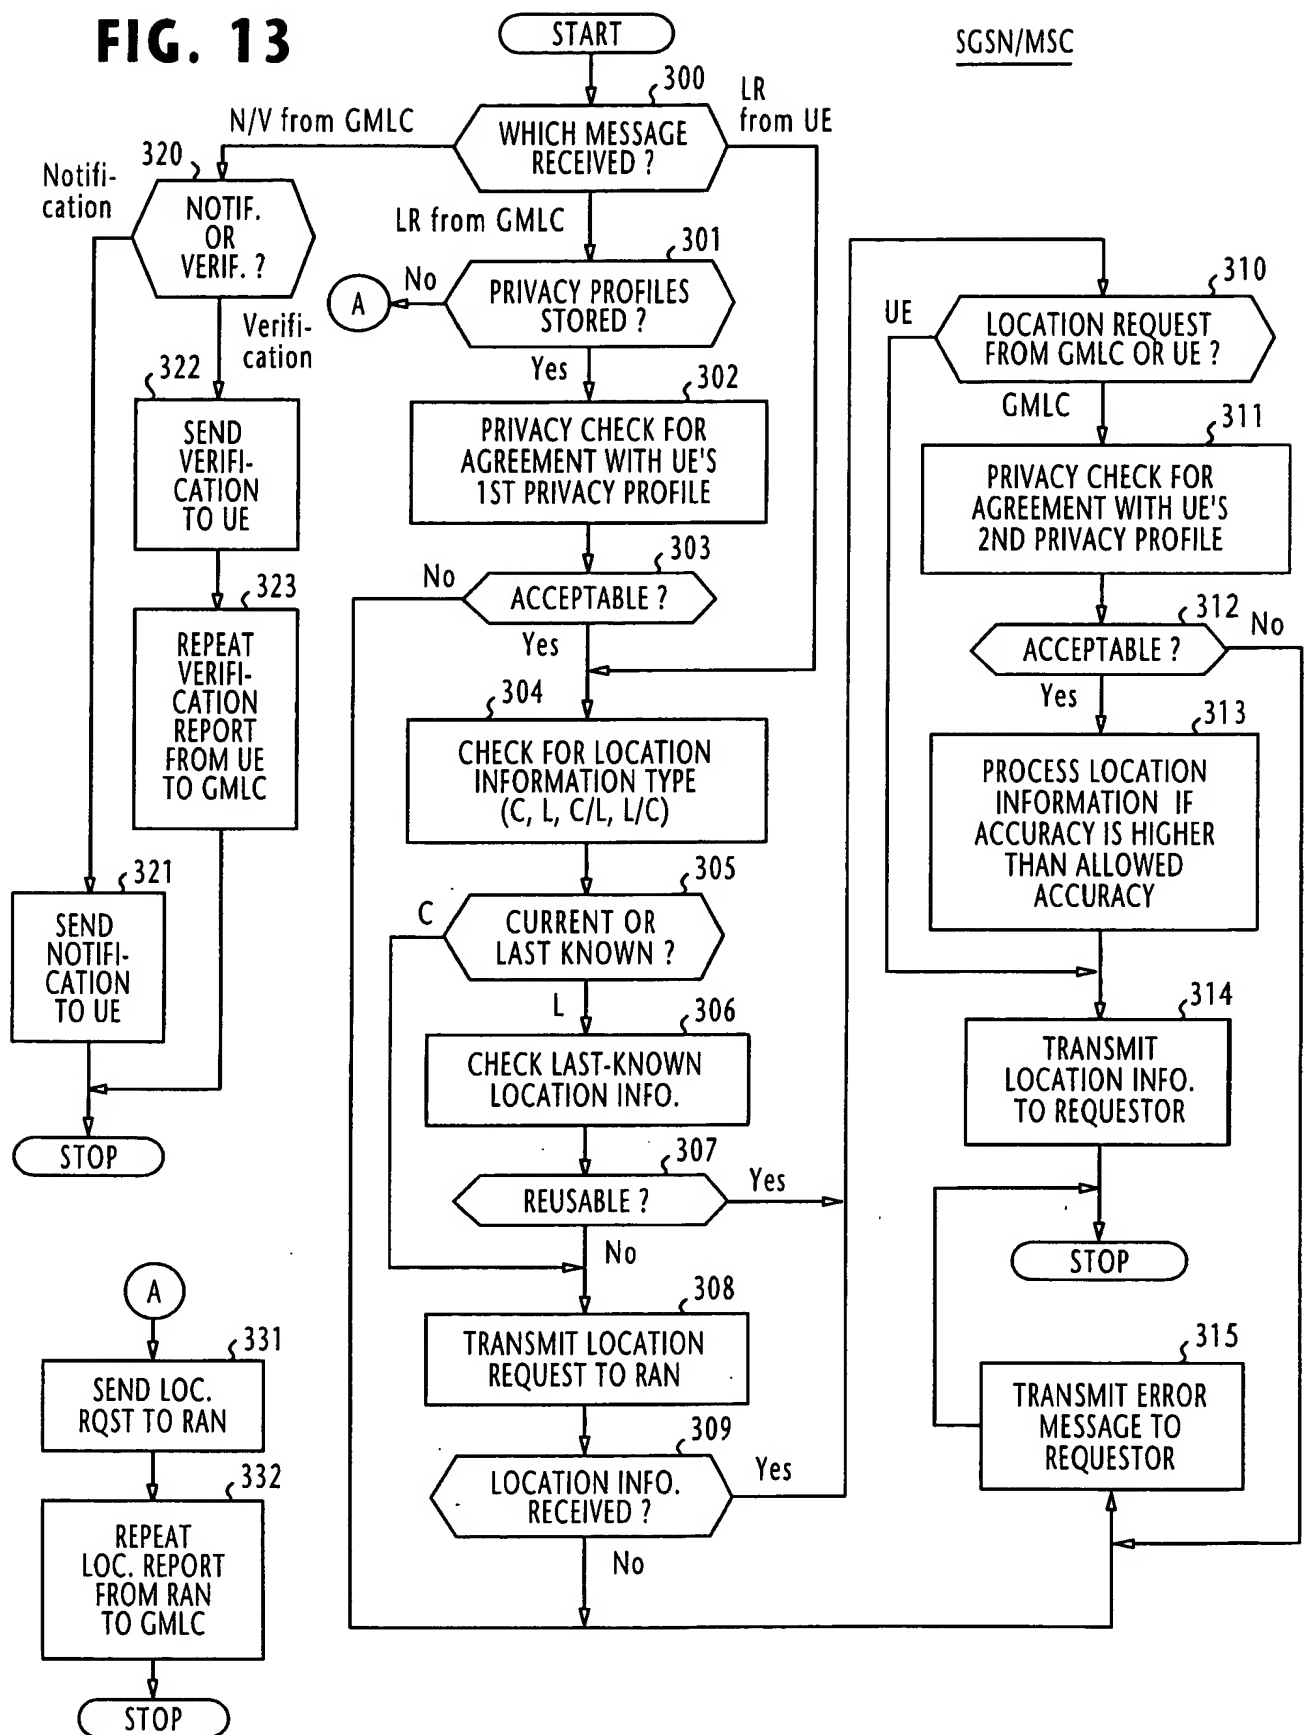 FIG. 13
START
SGSN/MSC
300
WHICH MESSAGE
RECEIVED ?
N/V from GMLC
LR
from UE
LR from GMLC
320
NOTIF.
OR
VERIF. ?
Notifi-
cation
Verifi-
cation
322
SEND
VERIFI-
CATION
TO UE
323
REPEAT
VERIFI-
CATION
REPORT
FROM UE
TO GMLC
321
SEND
NOTIFI-
CATION
TO UE
STOP
301
PRIVACY PROFILES
STORED ?
No
A
Yes
302
PRIVACY CHECK FOR
AGREEMENT WITH UE'S
1ST PRIVACY PROFILE
303
ACCEPTABLE ?
No
Yes
304
CHECK FOR LOCATION
INFORMATION TYPE
(C, L, C/L, L/C)
305
CURRENT OR
LAST KNOWN ?
C
L
306
CHECK LAST-KNOWN
LOCATION INFO.
307
REUSABLE ?
Yes
No
308
TRANSMIT LOCATION
REQUEST TO RAN
309
LOCATION INFO.
RECEIVED ?
Yes
No
310
LOCATION REQUEST
FROM GMLC OR UE ?
UE
GMLC
311
PRIVACY CHECK FOR
AGREEMENT WITH UE'S
2ND PRIVACY PROFILE
312
ACCEPTABLE ?
No
Yes
313
PROCESS LOCATION
INFORMATION IF
ACCURACY IS HIGHER
THAN ALLOWED
ACCURACY
314
TRANSMIT
LOCATION INFO.
TO REQUESTOR
STOP
315
TRANSMIT ERROR
MESSAGE TO
REQUESTOR
A
331
SEND LOC.
RQST TO RAN
332
REPEAT
LOC. REPORT
FROM RAN
TO GMLC
STOP